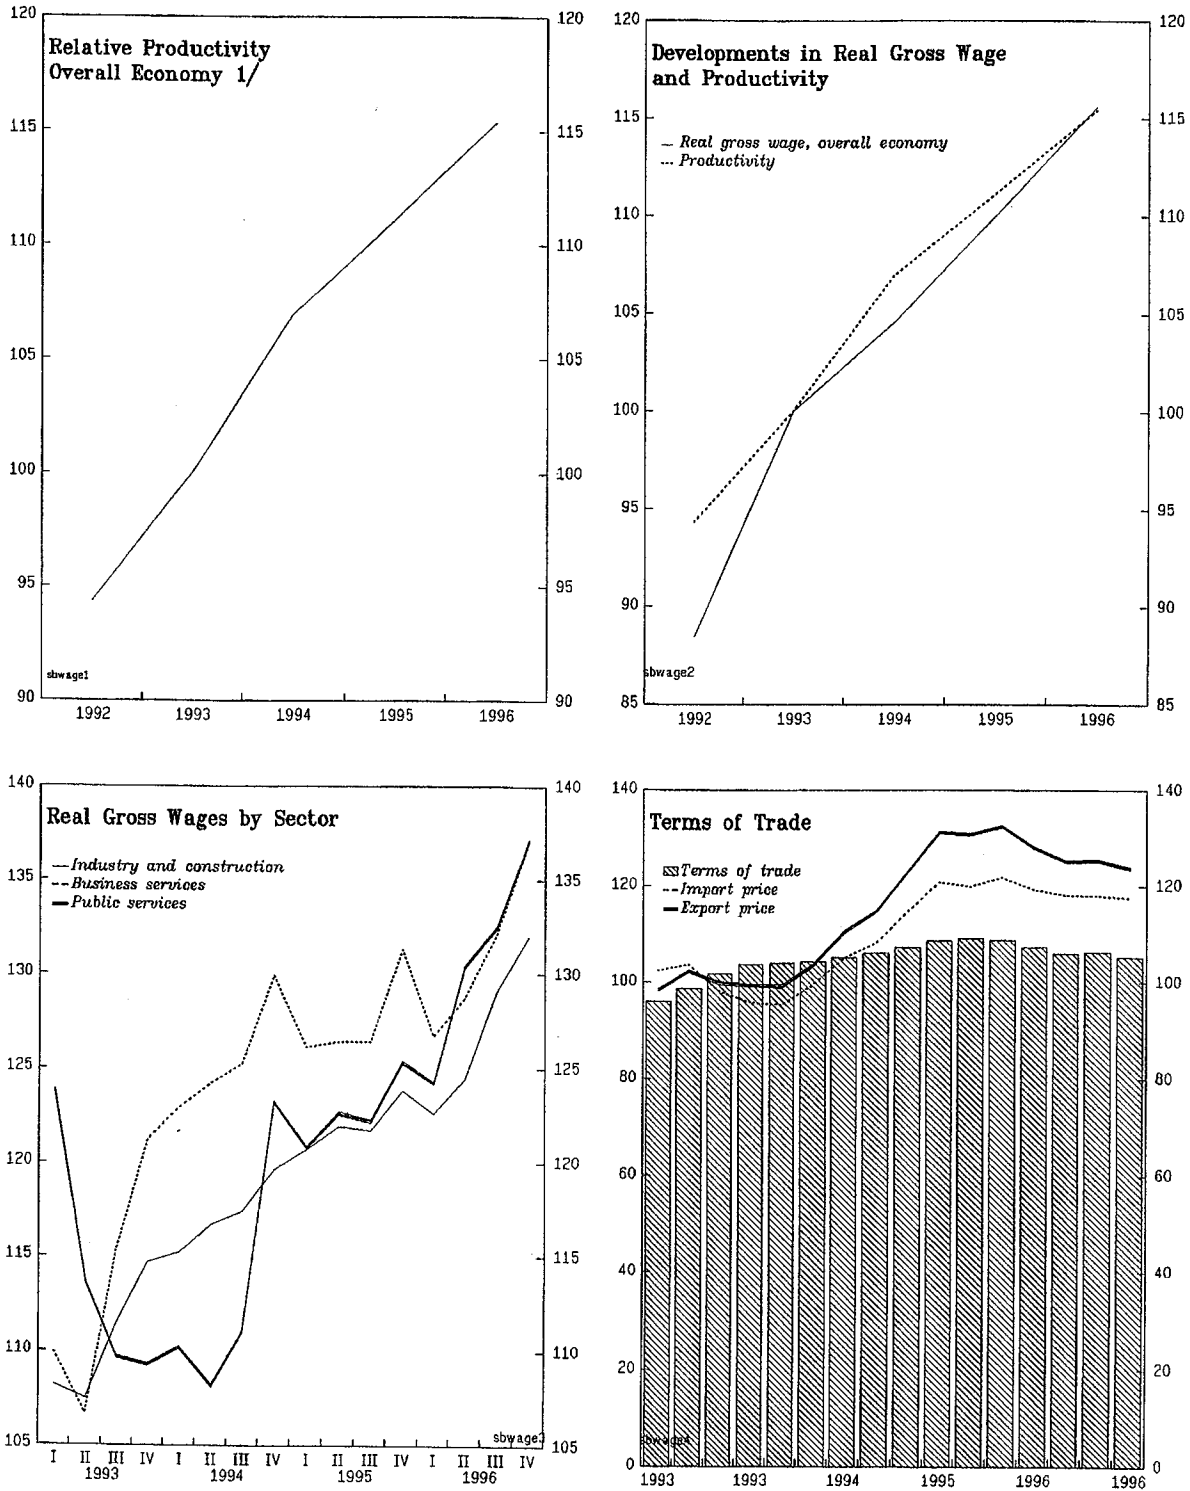 120
115
110
105
100
95
90
Relative Productivity
Overall Economy 1/
sbwage1
120
115
110
105
100
95
90
1992 1993 1994 1995 1996
120
115
110
105
100
95
90
85
Developments in Real Gross Wage
and Productivity
Real gross wage, overall economy
Productivity
sbwage2
120
115
110
105
100
95
90
85
1992 1993 1994 1995 1996
140
135
130
125
120
115
110
105
Real Gross Wages by Sector
Industry and construction
Business services
Public services
sbwage3
140
135
130
125
120
115
110
105
I II III IV I II III IV I II III IV I II III IV
1993 1994 1995 1996
140
120
100
80
60
40
20
0
Terms of Trade
Terms of trade
Import price
Export price
sbwage4
140
120
100
80
60
40
20
0
1993 1993 1994 1995 1996 1996